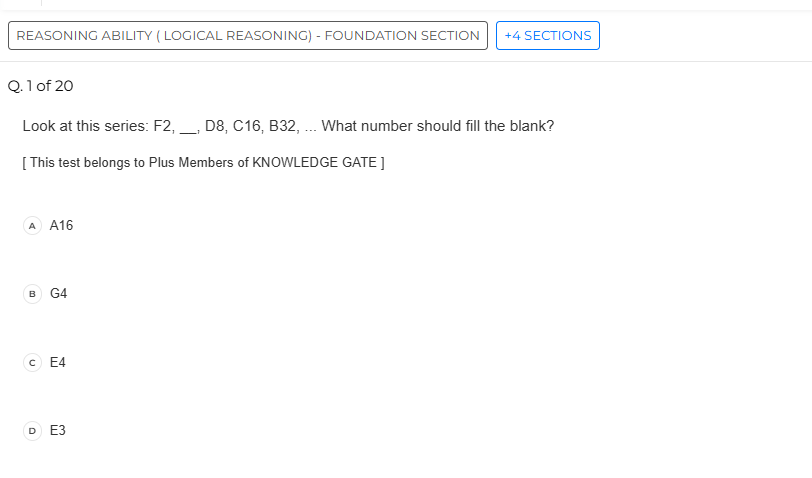 REASONING ABILITY ( LOGICAL REASONING) - FOUNDATION SECTION
+4 SECTIONS
Q. 1 of 20
Look at this series: F2, __, D8, C16, B32, ... What number should fill the blank?
[ This test belongs to Plus Members of KNOWLEDGE GATE ]
A A16
B G4
C E4
D E3